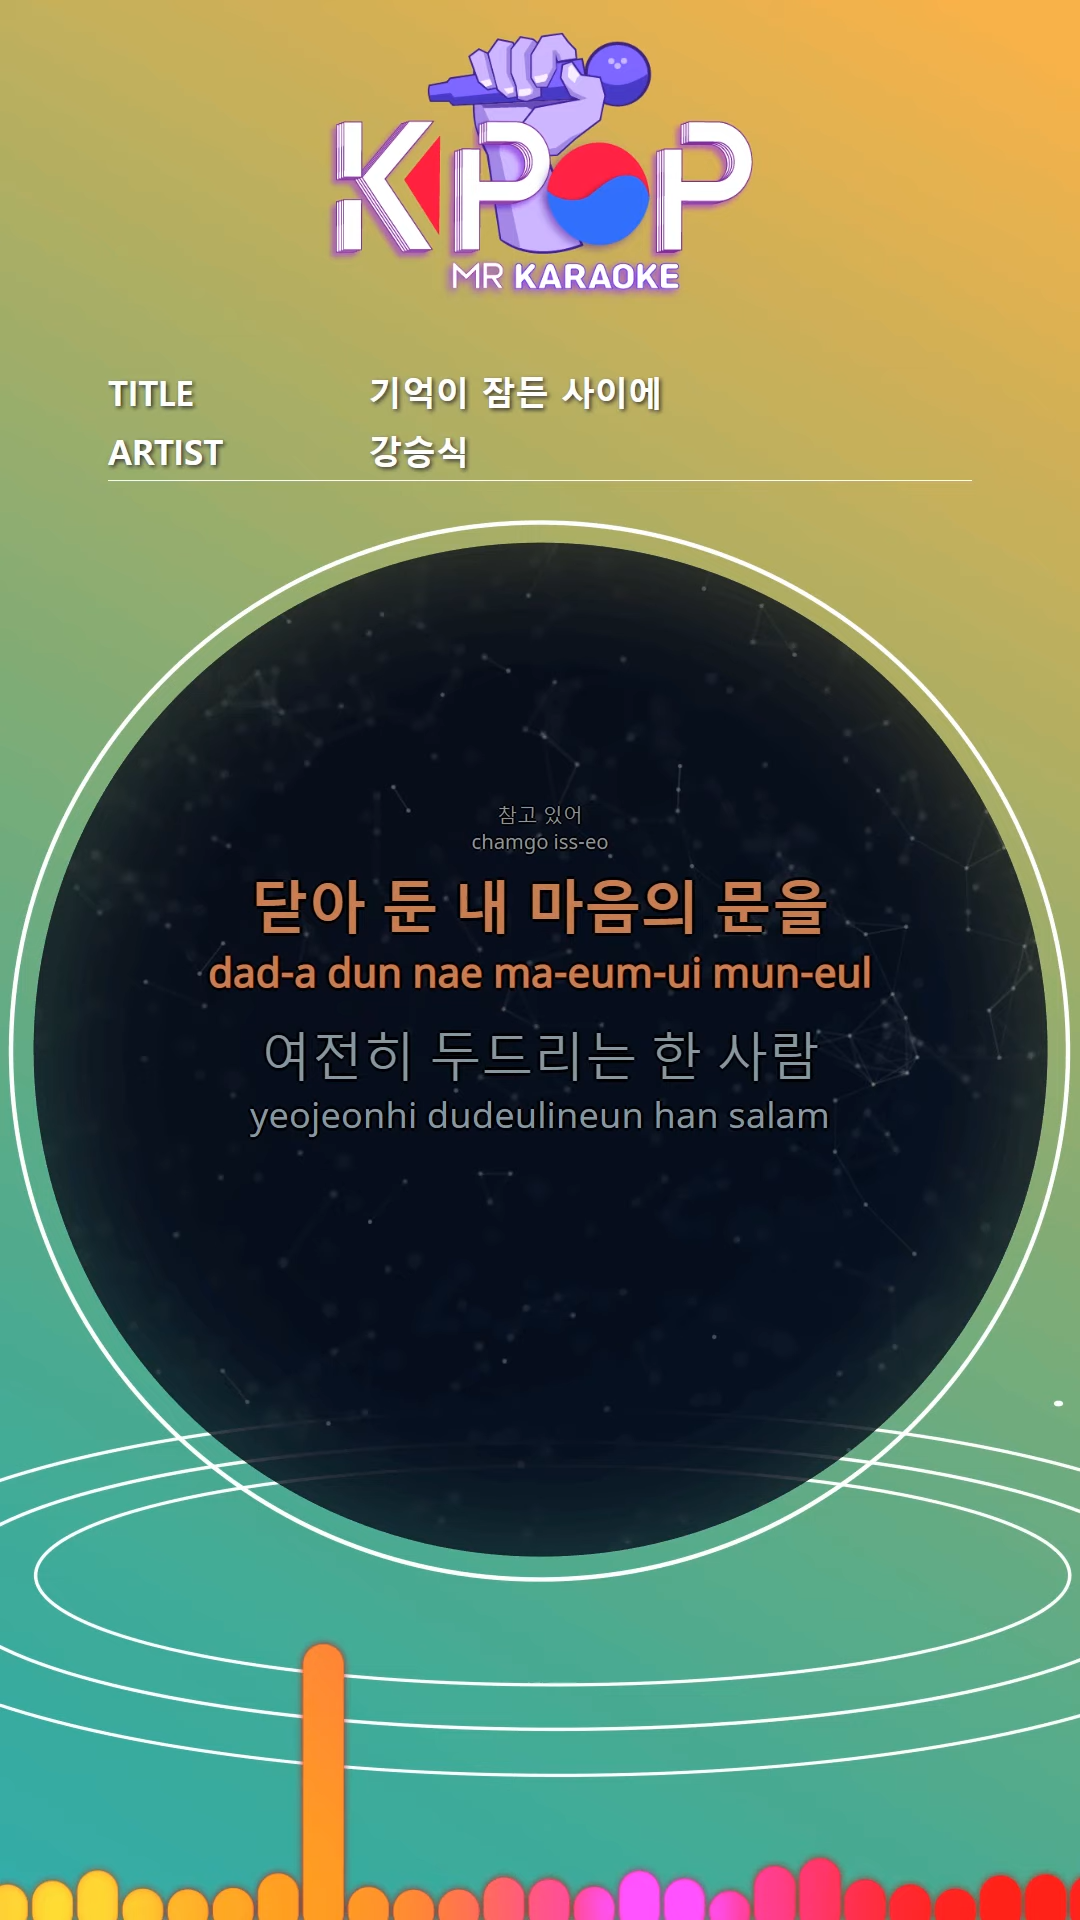 KPOP
MR KARAOKE
TITLE 기억이 잠든 사이에
ARTIST 강승식
참고 있어
chamgo iss-eo
닫아 둔 내 마음의 문을
dad-a dun nae ma-eum-ui mun-eul
여전히 두드리는 한 사람
yeojeonhi dudeulineun han salam